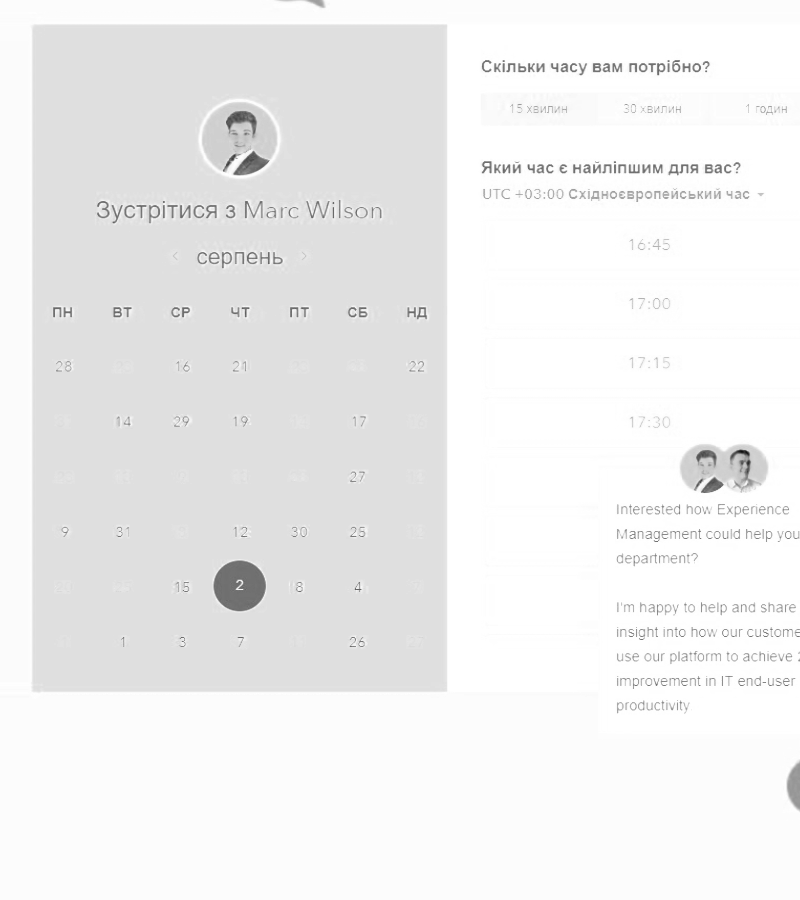 Зустрітися з Marc Wilson
серпень
ПН ВТ СР ЧТ ПТ СБ НД
28 16 21 22
14 29 19 17
27
9 31 12 30 25
15 2 8 4
1 3 7 26
Скільки часу вам потрібно?
15 хвилин 30 хвилин 1 годин
Який час є найліпшим для вас?
UTC +03:00 Східноєвропейський час
16:45
17:00
17:15
17:30
Interested how Experience
Management could help you
department?
I'm happy to help and share
insight into how our custome
use our platform to achieve 2
improvement in IT end-user
productivity